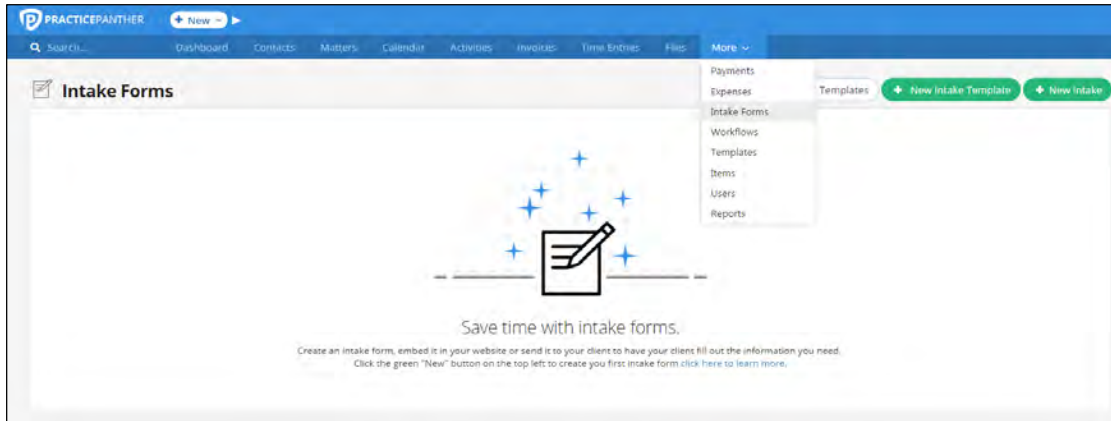 PRACTICEPANTHER + New
Search... Dashboard Contacts Matters Calendar Activities Invoices Time Entries Files More
Payments
Intake Forms Expenses Templates + New Intake Template + New Intake
Intake Forms
Workflows
Templates
Items
Users
Reports
Save time with intake forms.
Create an intake form, embed it in your website or send it to your client to have your client fill out the information you need.
Click the green "New" button on the top left to create you first intake form click here to learn more.